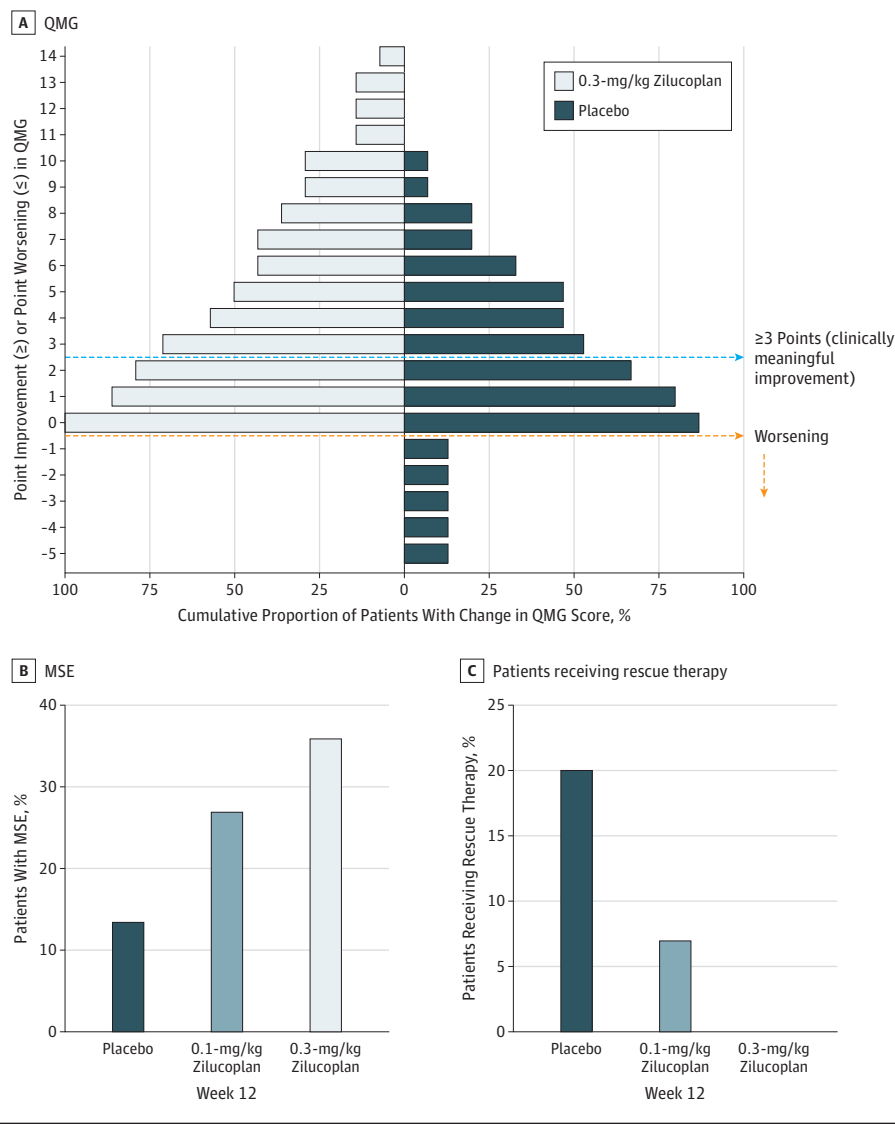 A QMG
Point Improvement (≥) or Point Worsening (≤) in QMG
14
13
12
11
10
9
8
7
6
5
4
3
2
1
0
-1
-2
-3
-4
-5
0.3-mg/kg Zilucoplan
Placebo
≥3 Points (clinically
meaningful
improvement)
Worsening
100 75 50 25 0 25 50 75 100
Cumulative Proportion of Patients With Change in QMG Score, %
B MSE
Patients With MSE, %
40
30
20
10
0
Placebo 0.1-mg/kg 0.3-mg/kg
Zilucoplan Zilucoplan
Week 12
C Patients receiving rescue therapy
Patients Receiving Rescue Therapy, %
25
20
15
10
5
0
Placebo 0.1-mg/kg 0.3-mg/kg
Zilucoplan Zilucoplan
Week 12